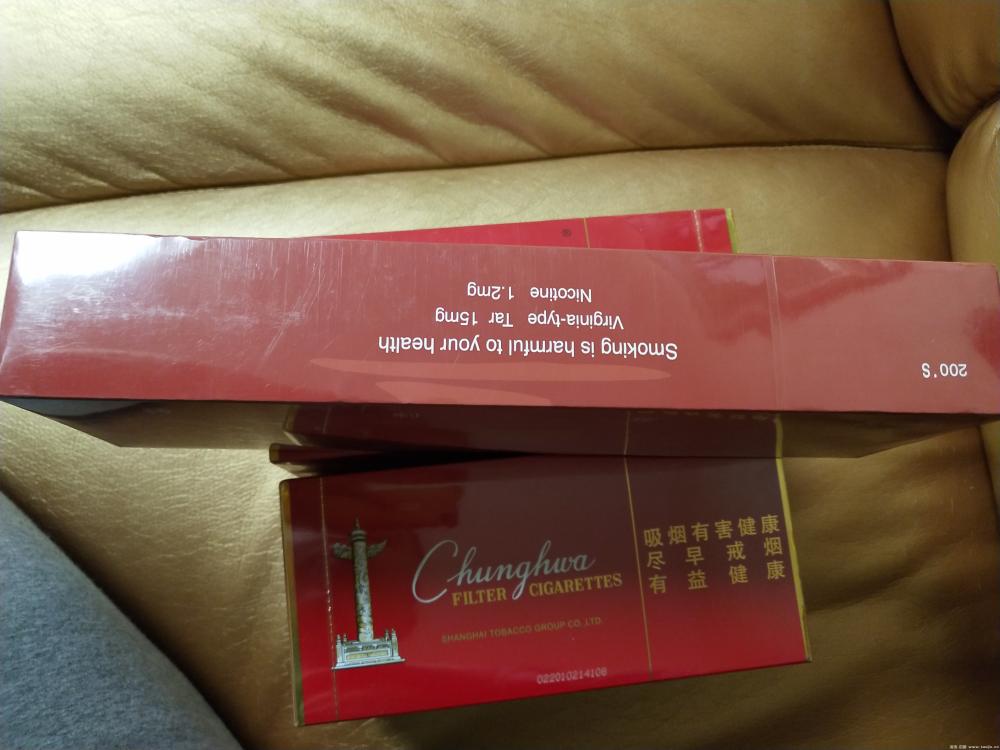 Smoking is harmful to your health
Virginia-type Tar 15mg
Nicotine 1.2mg
200'S
Chunghwa
FILTER CIGARETTES
SHANGHAI TOBACCO GROUP CO., LTD.
022010214108
吸烟有害健康
尽早戒烟
有益健康
®